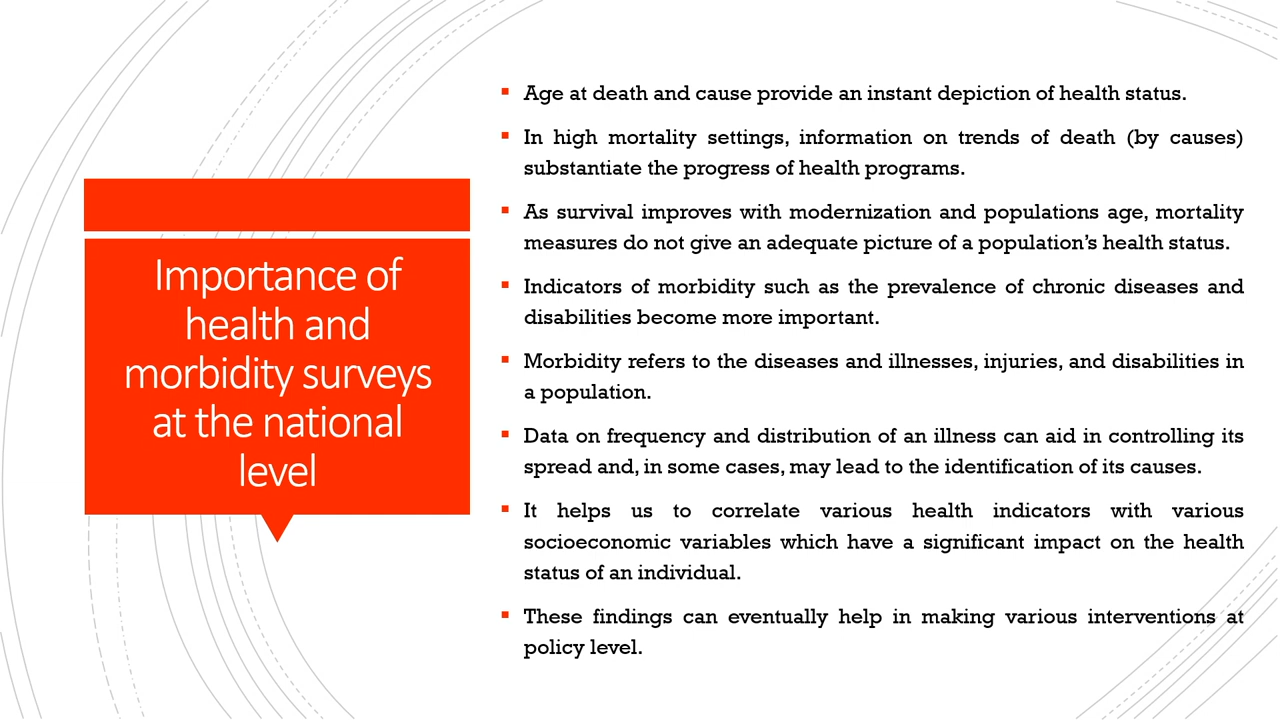 Importance of
health and
morbidity surveys
at the national
level
▪ Age at death and cause provide an instant depiction of health status.
▪ In high mortality settings, information on trends of death (by causes)
substantiate the progress of health programs.
▪ As survival improves with modernization and populations age, mortality
measures do not give an adequate picture of a population’s health status.
▪ Indicators of morbidity such as the prevalence of chronic diseases and
disabilities become more important.
▪ Morbidity refers to the diseases and illnesses, injuries, and disabilities in
a population.
▪ Data on frequency and distribution of an illness can aid in controlling its
spread and, in some cases, may lead to the identification of its causes.
▪ It helps us to correlate various health indicators with various
socioeconomic variables which have a significant impact on the health
status of an individual.
▪ These findings can eventually help in making various interventions at
policy level.